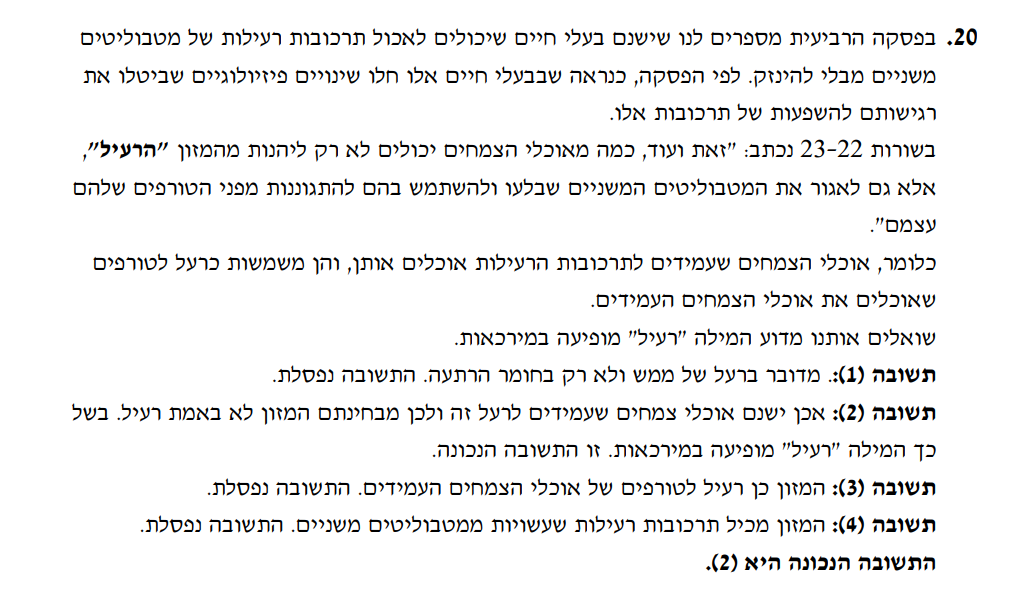 20. בפסקה הרביעית מספרים לנו שישנם בעלי חיים שיכולים לאכול תרכובות רעילות של מטבוליטים
משניים מבלי להינזק. לפי הפסקה, כנראה שבבעלי חיים אלו חלו שינויים פיזיולוגיים שביטלו את
רגישותם להשפעות של תרכובות אלו.
בשורות 23-22 נכתב: "זאת ועוד, כמה מאוכלי הצמחים יכולים לא רק ליהנות מהמזון "הרעיל",
אלא גם לאגור את המטבוליטים המשניים שבלעו ולהשתמש בהם להתגוננות מפני הטורפים שלהם
עצמם".
כלומר, אוכלי הצמחים שעמידים לתרכובות הרעילות אוכלים אותן, והן משמשות כרעל לטורפים
שאוכלים את אוכלי הצמחים העמידים.
שואלים אותנו מדוע המילה "רעיל" מופיעה במירכאות.
תשובה (1):. מדובר ברעל של ממש ולא רק בחומר הרתעה. התשובה נפסלת.
תשובה (2): אכן ישנם אוכלי צמחים שעמידים לרעל זה ולכן מבחינתם המזון לא באמת רעיל. בשל
כך המילה "רעיל" מופיעה במירכאות. זו התשובה הנכונה.
תשובה (3): המזון כן רעיל לטורפים של אוכלי הצמחים העמידים. התשובה נפסלת.
תשובה (4): המזון מכיל תרכובות רעילות שעשויות ממטבוליטים משניים. התשובה נפסלת.
התשובה הנכונה היא (2).